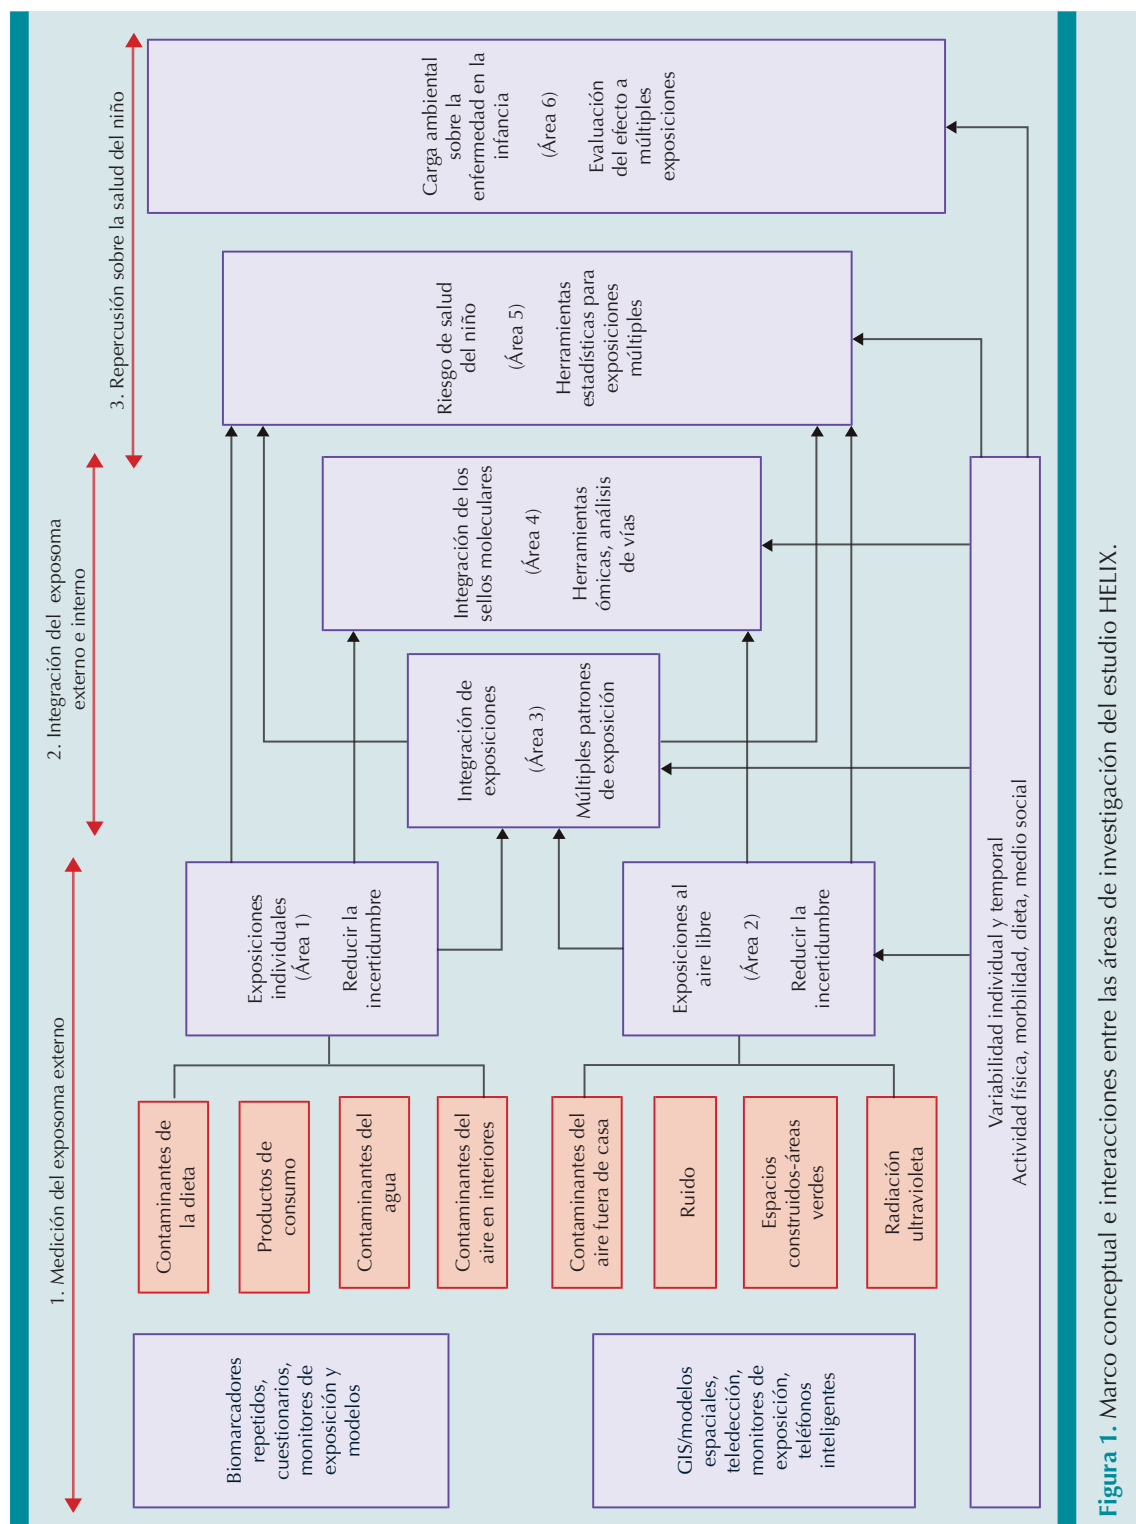 1. Medición del exposoma externo
2. Integración del exposoma
externo e interno
3. Repercusión sobre la salud del niño
Biomarcadores
repetidos,
cuestionarios,
monitores de
exposición y
modelos
GIS/modelos
espaciales,
teledección,
monitores de
exposición,
teléfonos
inteligentes
Contaminantes de
la dieta
Productos de
consumo
Contaminantes del
agua
Contaminantes del
aire en interiores
Contaminantes del
aire fuera de casa
Ruido
Espacios
construidos-áreas
verdes
Radiación
ultravioleta
Exposiciones
individuales
(Área 1)
Reducir la
incertidumbre
Exposiciones al
aire libre
(Área 2)
Reducir la
incertidumbre
Integración de
exposiciones
(Área 3)
Múltiples patrones
de exposición
Integración de los
sellos moleculares
(Área 4)
Herramientas
ómicas, análisis
de vías
Riesgo de salud
del niño
(Área 5)
Herramientas
estadísticas para
exposiciones
múltiples
Carga ambiental
sobre la
enfermedad en la
infancia
(Área 6)
Evaluación
del efecto a
múltiples
exposiciones
Variabilidad individual y temporal
Actividad física, morbilidad, dieta, medio social
Figura 1. Marco conceptual e interacciones entre las áreas de investigación del estudio HELIX.